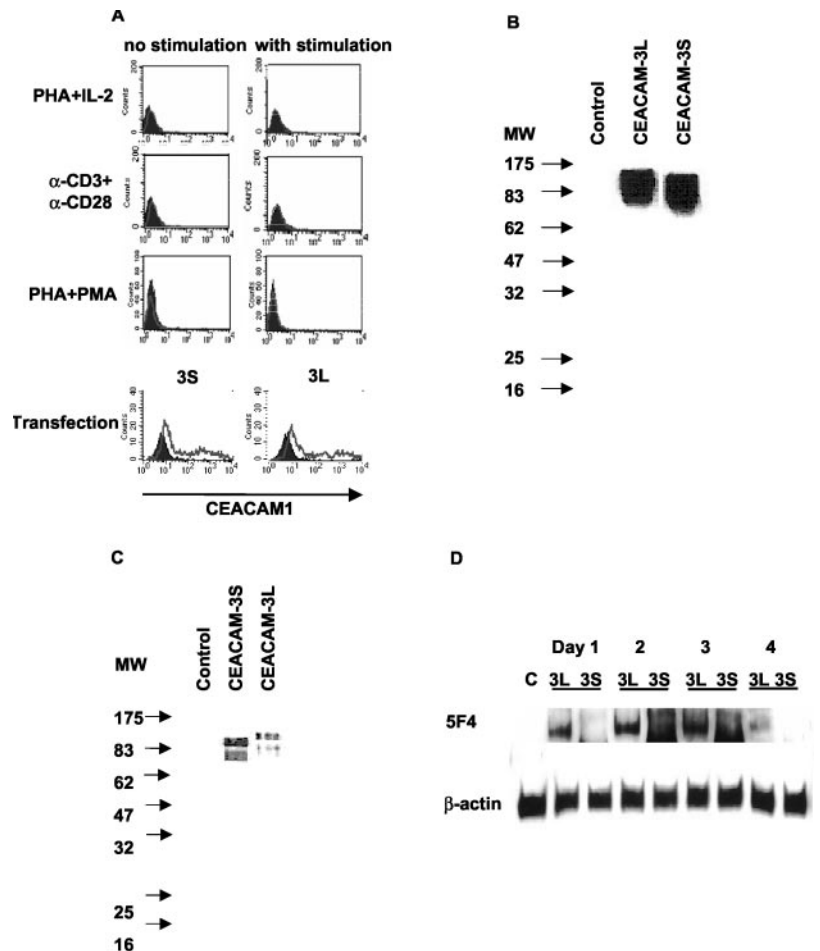 A
no stimulation with stimulation
PHA+IL-2
α-CD3+
α-CD28
PHA+PMA
3S 3L
Transfection
CEACAM1
B
Control
CEACAM-3L
CEACAM-3S
MW
175
83
62
47
32
25
16
C
Control
CEACAM-3S
CEACAM-3L
MW
175
83
62
47
32
25
16
D
Day 1 2 3 4
C 3L 3S 3L 3S 3L 3S 3L 3S
5F4
β-actin